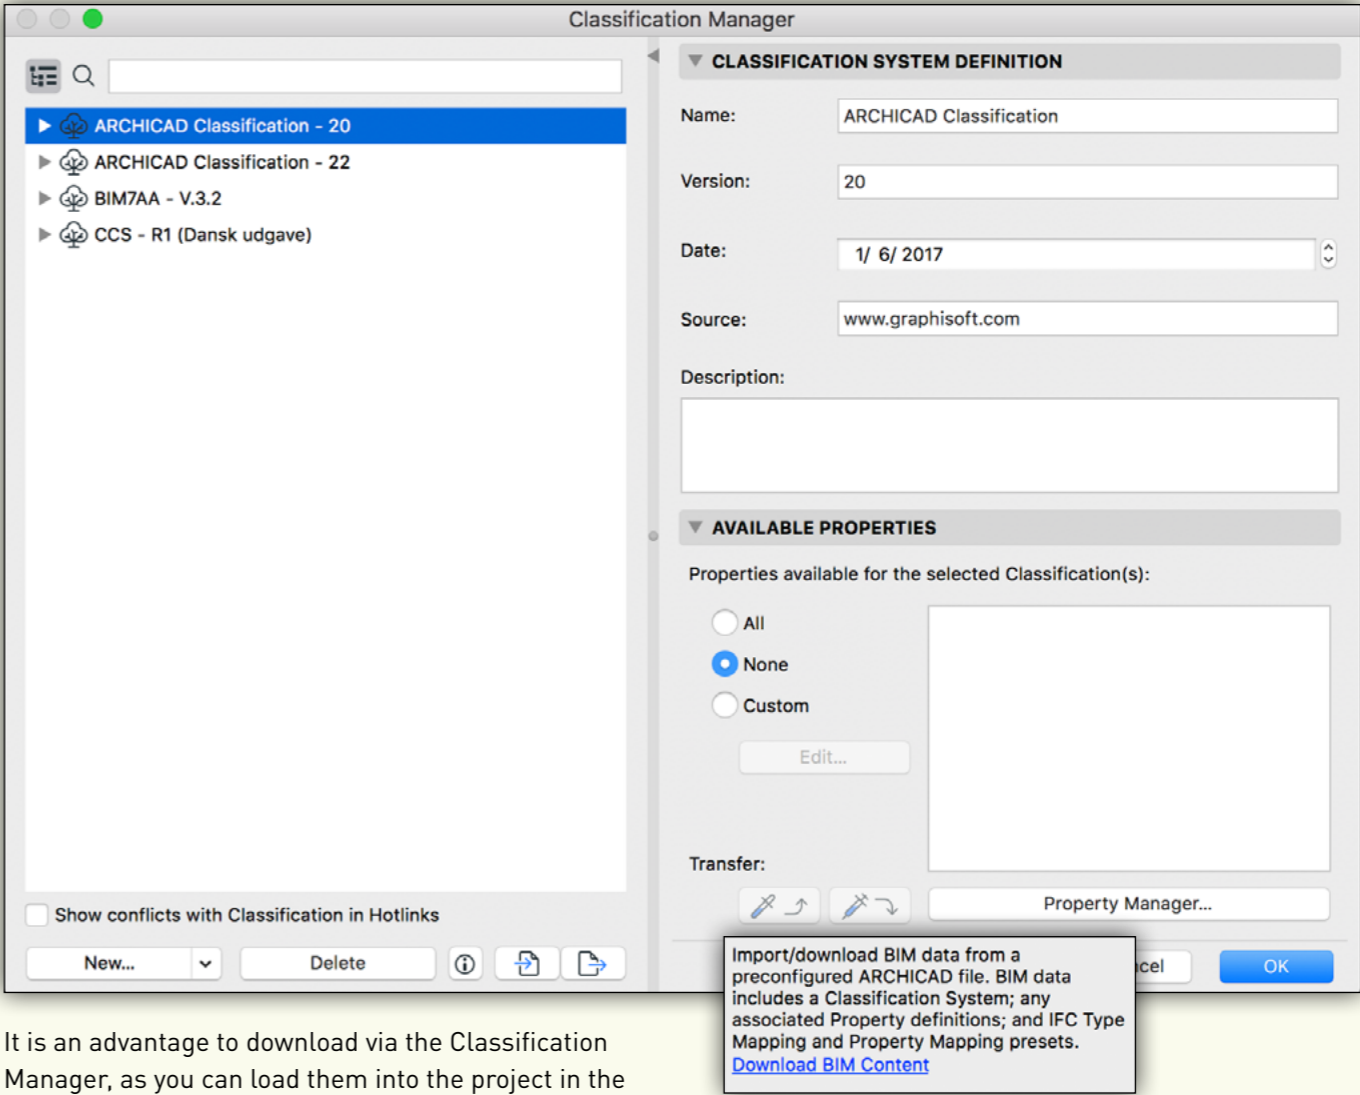 Classification Manager
ARCHICAD Classification - 20
ARCHICAD Classification - 22
BIM7AA - V.3.2
CCS - R1 (Dansk udgave)
Show conflicts with Classification in Hotlinks
New...
Delete
CLASSIFICATION SYSTEM DEFINITION
Name: ARCHICAD Classification
Version: 20
Date: 1/ 6/ 2017
Source: www.graphisoft.com
Description:
AVAILABLE PROPERTIES
Properties available for the selected Classification(s):
All
None
Custom
Edit...
Transfer:
Property Manager...
ncel
OK
Import/download BIM data from a
preconfigured ARCHICAD file. BIM data
includes a Classification System; any
associated Property definitions; and IFC Type
Mapping and Property Mapping presets.
Download BIM Content
It is an advantage to download via the Classification
Manager, as you can load them into the project in the